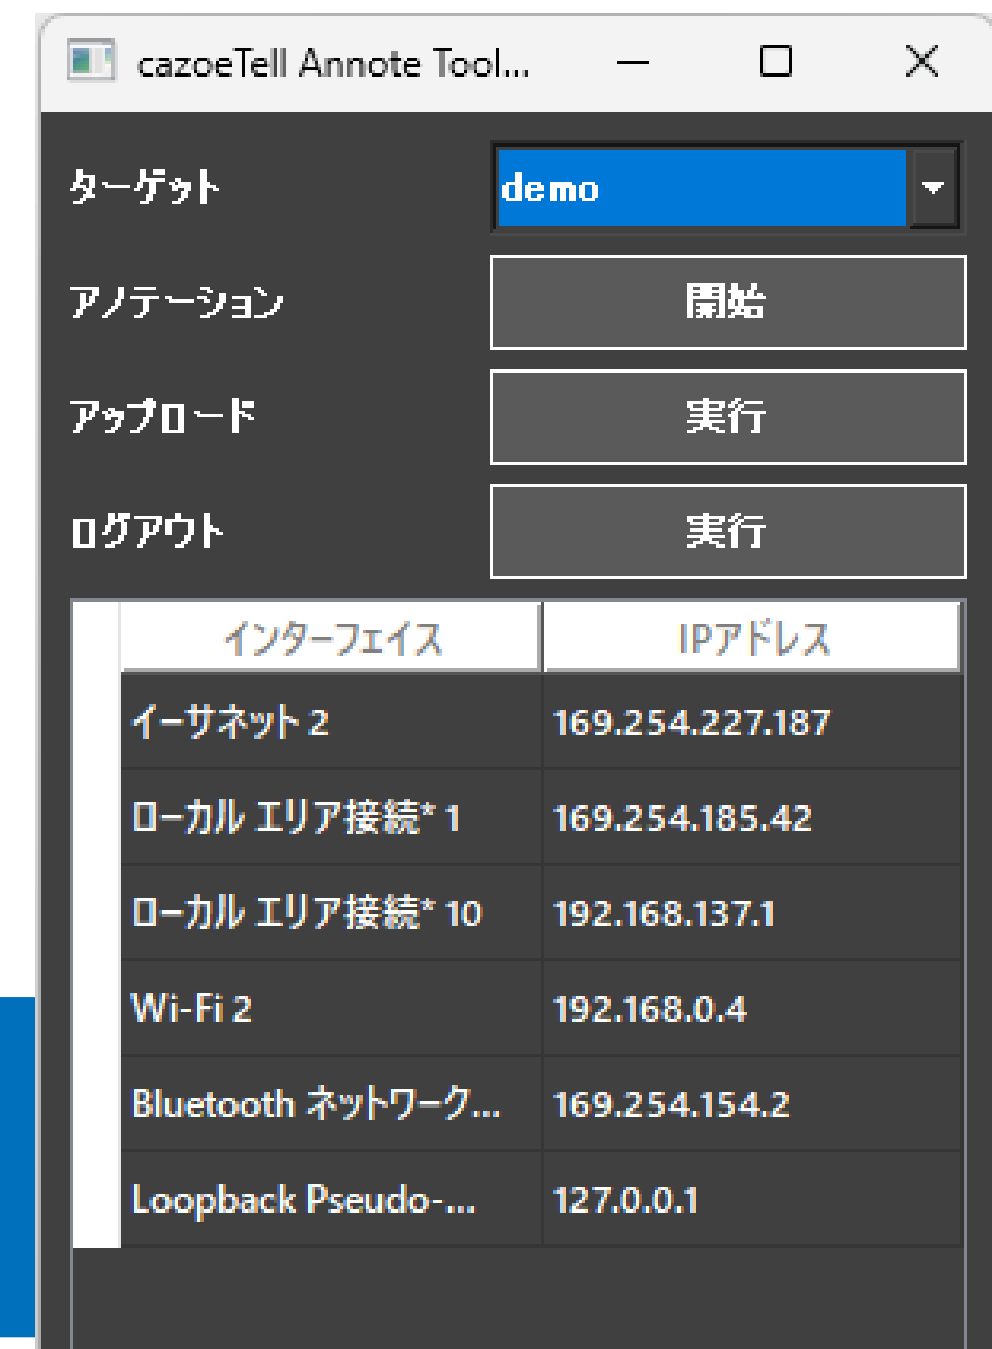 cazoeTell Annote Tool...
ターゲット demo
アノテーション 開始
アップロード 実行
ログアウト 実行
インターフェイス IPアドレス
イーサネット 2 169.254.227.187
ローカル エリア接続* 1 169.254.185.42
ローカル エリア接続* 10 192.168.137.1
Wi-Fi 2 192.168.0.4
Bluetooth ネットワーク... 169.254.154.2
Loopback Pseudo-... 127.0.0.1